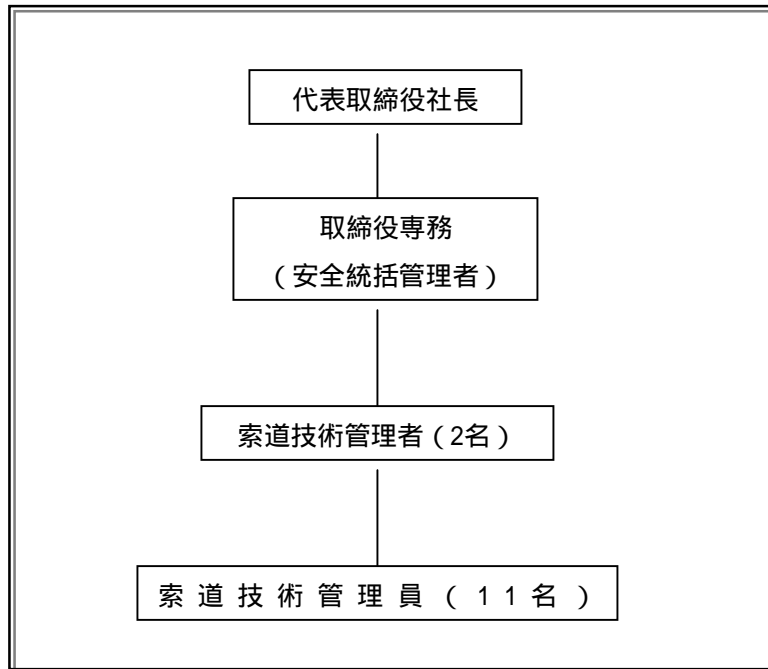 代表取締役社長
取締役専務
（安全統括管理者）
索道技術管理者（2名）
索道技術管理員（11名）